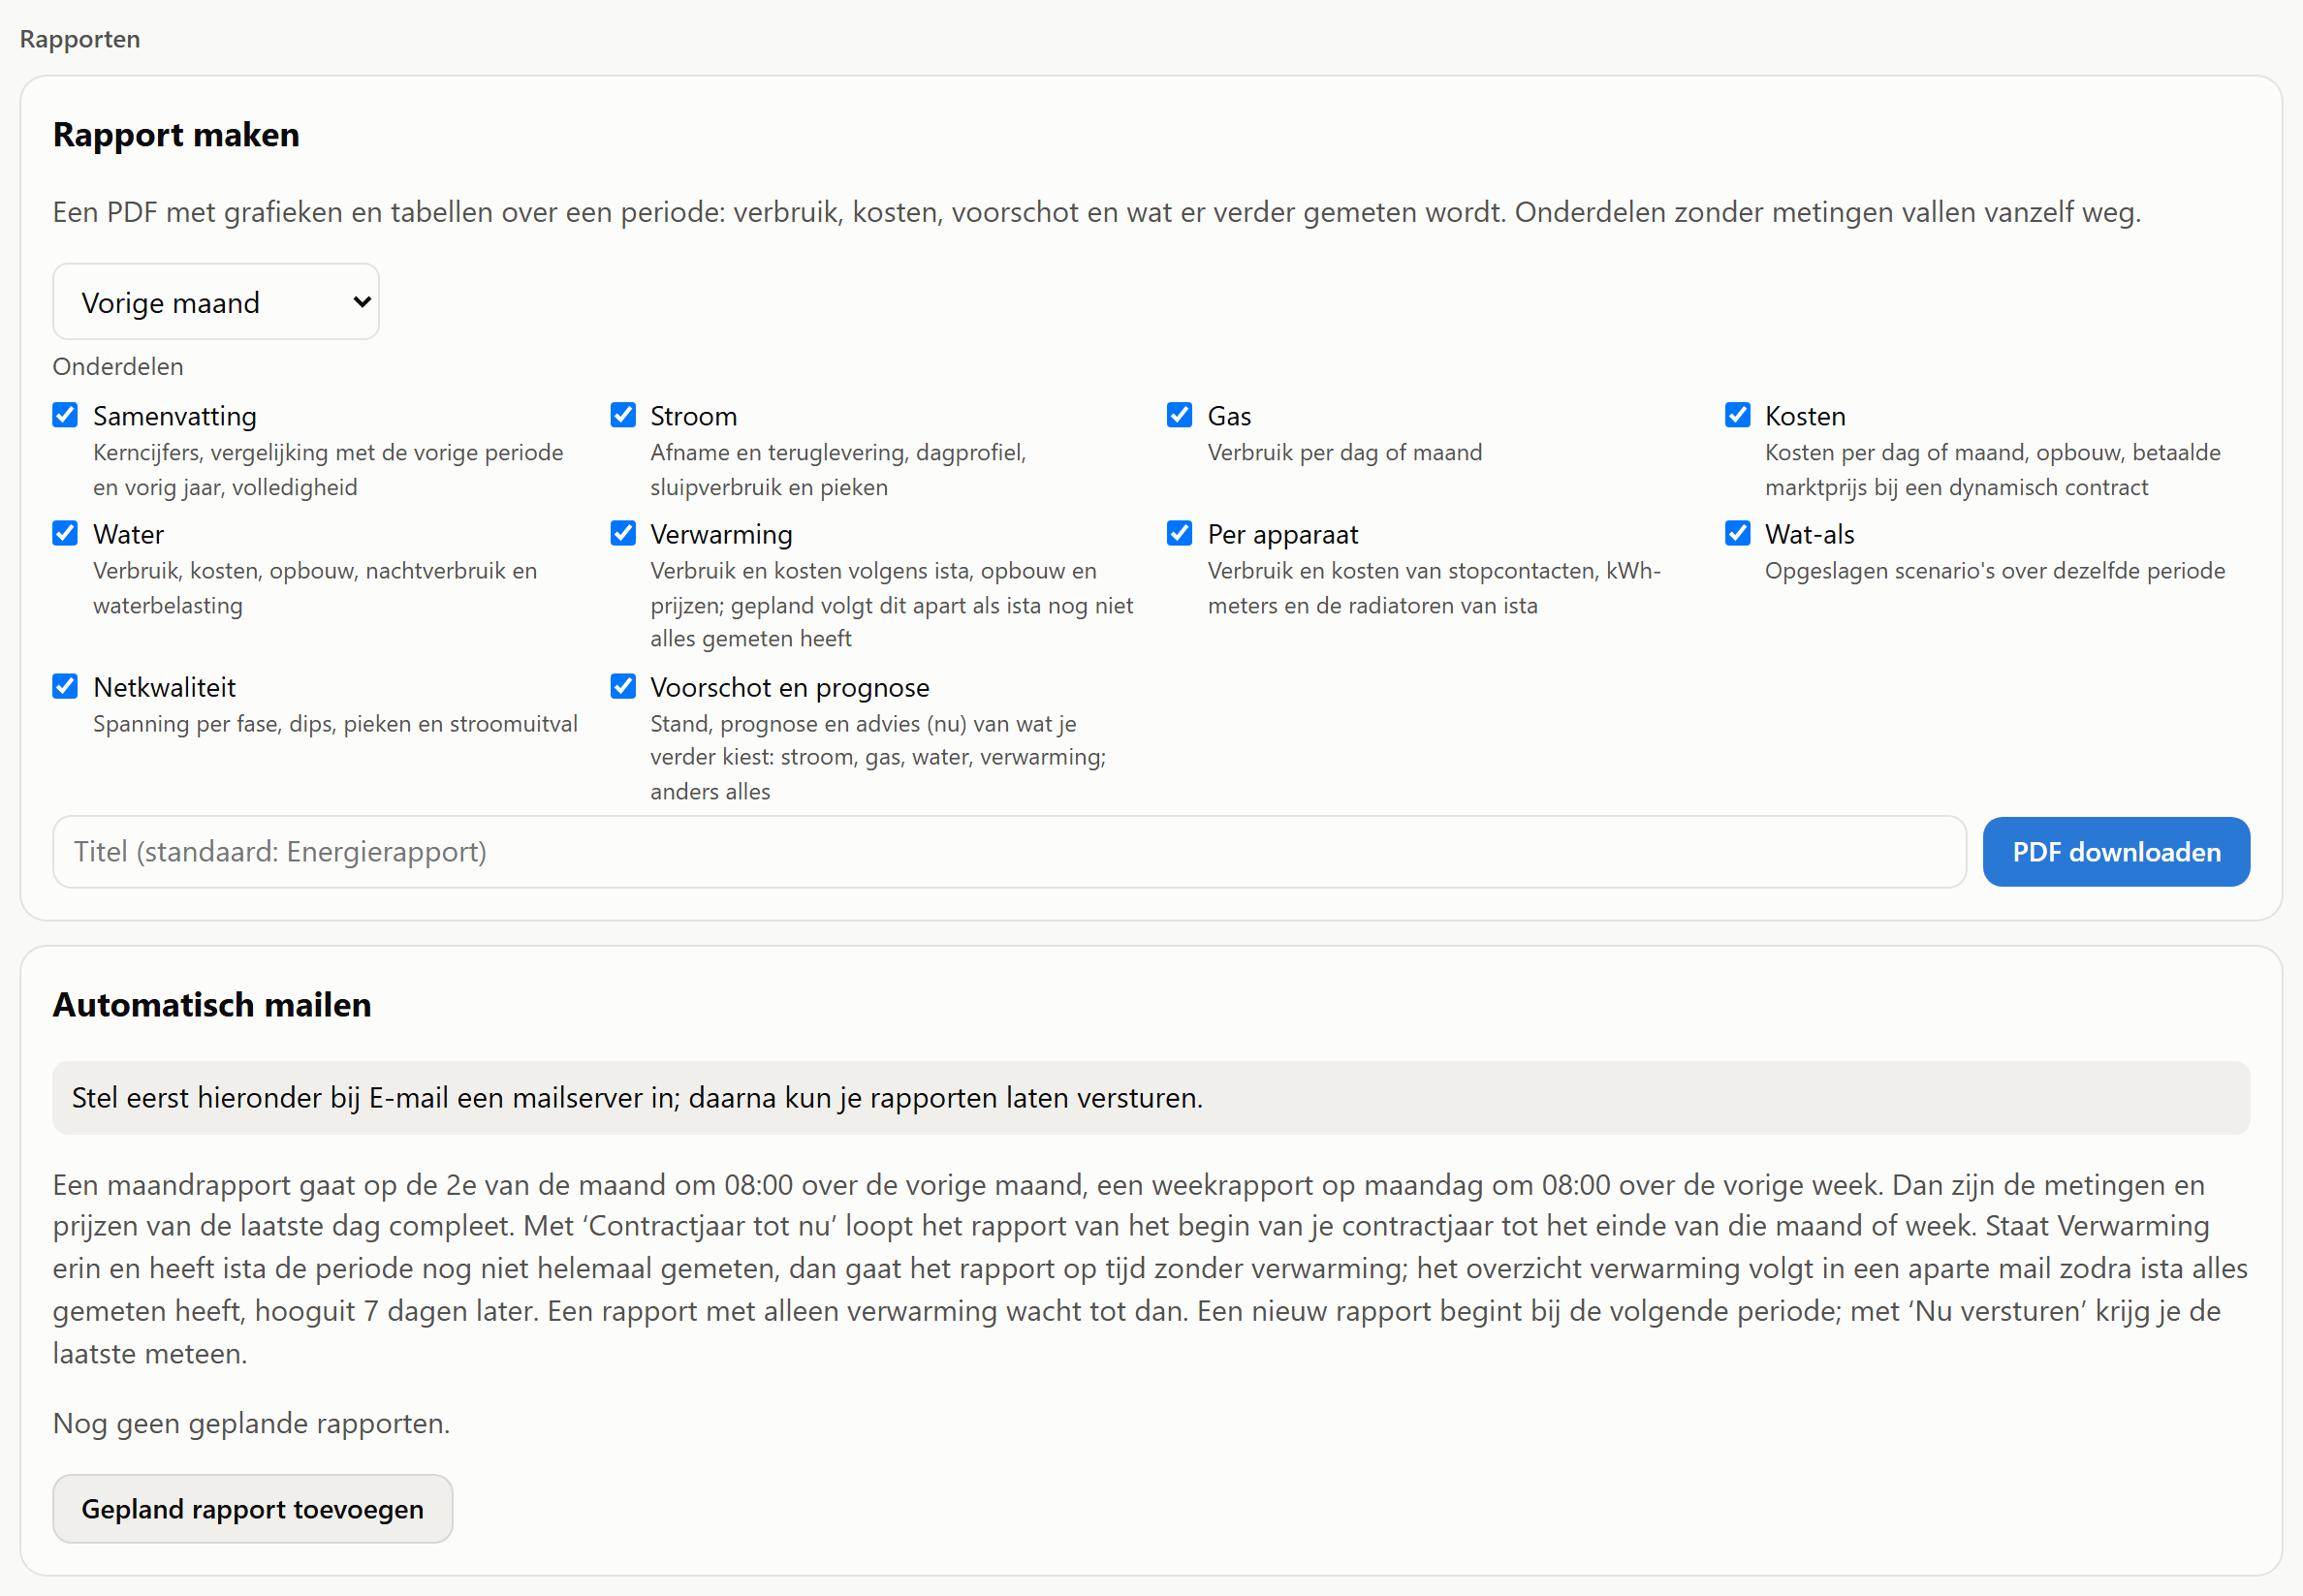 Rapporten
Rapport maken
Een PDF met grafieken en tabellen over een periode: verbruik, kosten, voorschot en wat er verder gemeten wordt. Onderdelen zonder metingen vallen vanzelf weg.
Vorige maand
Onderdelen
Samenvatting
Kerncijfers, vergelijking met de vorige periode
en vorig jaar, volledigheid
Stroom
Afname en teruglevering, dagprofiel,
sluipverbruik en pieken
Gas
Verbruik per dag of maand
Kosten
Kosten per dag of maand, opbouw, betaalde
marktprijs bij een dynamisch contract
Water
Verbruik, kosten, opbouw, nachtverbruik en
waterbelasting
Verwarming
Verbruik en kosten volgens ista, opbouw en
prijzen; gepland volgt dit apart als ista nog niet
alles gemeten heeft
Per apparaat
Verbruik en kosten van stopcontacten, kWh-
meters en de radiatoren van ista
Wat-als
Opgeslagen scenario's over dezelfde periode
Netkwaliteit
Spanning per fase, dips, pieken en stroomuitval
Voorschot en prognose
Stand, prognose en advies (nu) van wat je
verder kiest: stroom, gas, water, verwarming;
anders alles
Titel (standaard: Energierapport)
PDF downloaden
Automatisch mailen
Stel eerst hieronder bij E-mail een mailserver in; daarna kun je rapporten laten versturen.
Een maandrapport gaat op de 2e van de maand om 08:00 over de vorige maand, een weekrapport op maandag om 08:00 over de vorige week. Dan zijn de metingen en
prijzen van de laatste dag compleet. Met ‘Contractjaar tot nu’ loopt het rapport van het begin van je contractjaar tot het einde van die maand of week. Staat Verwarming
erin en heeft ista de periode nog niet helemaal gemeten, dan gaat het rapport op tijd zonder verwarming; het overzicht verwarming volgt in een aparte mail zodra ista alles
gemeten heeft, hooguit 7 dagen later. Een rapport met alleen verwarming wacht tot dan. Een nieuw rapport begint bij de volgende periode; met ‘Nu versturen’ krijg je de
laatste meteen.
Nog geen geplande rapporten.
Gepland rapport toevoegen